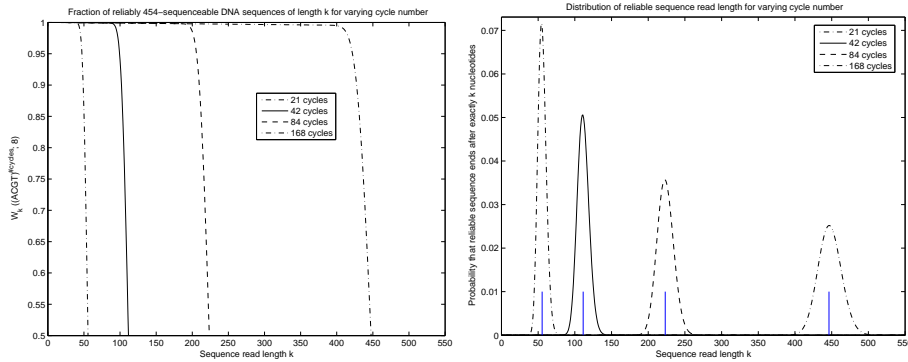 Fraction of reliably 454−sequenceable DNA sequences of length k for varying cycle number
1
0.95
0.9
0.85
0.8
0.75
0.7
0.65
0.6
0.55
0.5
W_k ((ACGT)^#cycles; 8)
21 cycles
42 cycles
84 cycles
168 cycles
0 50 100 150 200 250 300 350 400 450 500 550
Sequence read length k
Distribution of reliable sequence read length for varying cycle number
0.07
0.06
0.05
0.04
0.03
0.02
0.01
0
Probability that reliable sequence ends after exactly k nucleotides
21 cycles
42 cycles
84 cycles
168 cycles
0 50 100 150 200 250 300 350 400 450 500 550
Sequence read length k